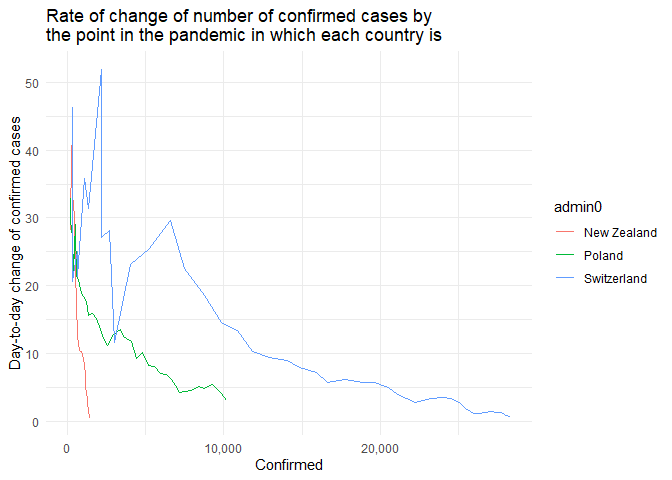 Rate of change of number of confirmed cases by
the point in the pandemic in which each country is
Day-to-day change of confirmed cases
50
40
30
20
10
0
0
10,000
20,000
Confirmed
admin0
New Zealand
Poland
Switzerland